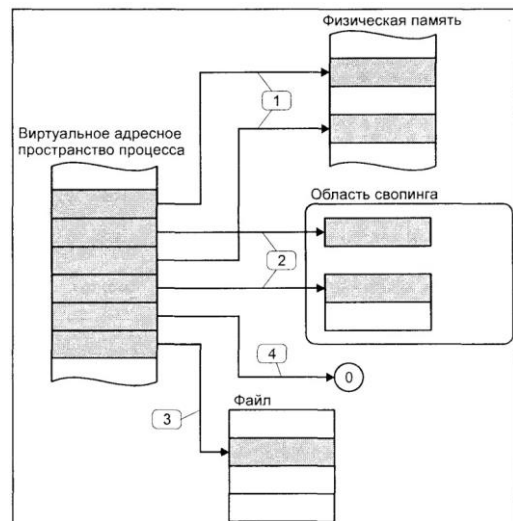 Физическая память
1
Виртуальное адресное
пространство процесса
Область свопинга
2
4
0
3
Файл